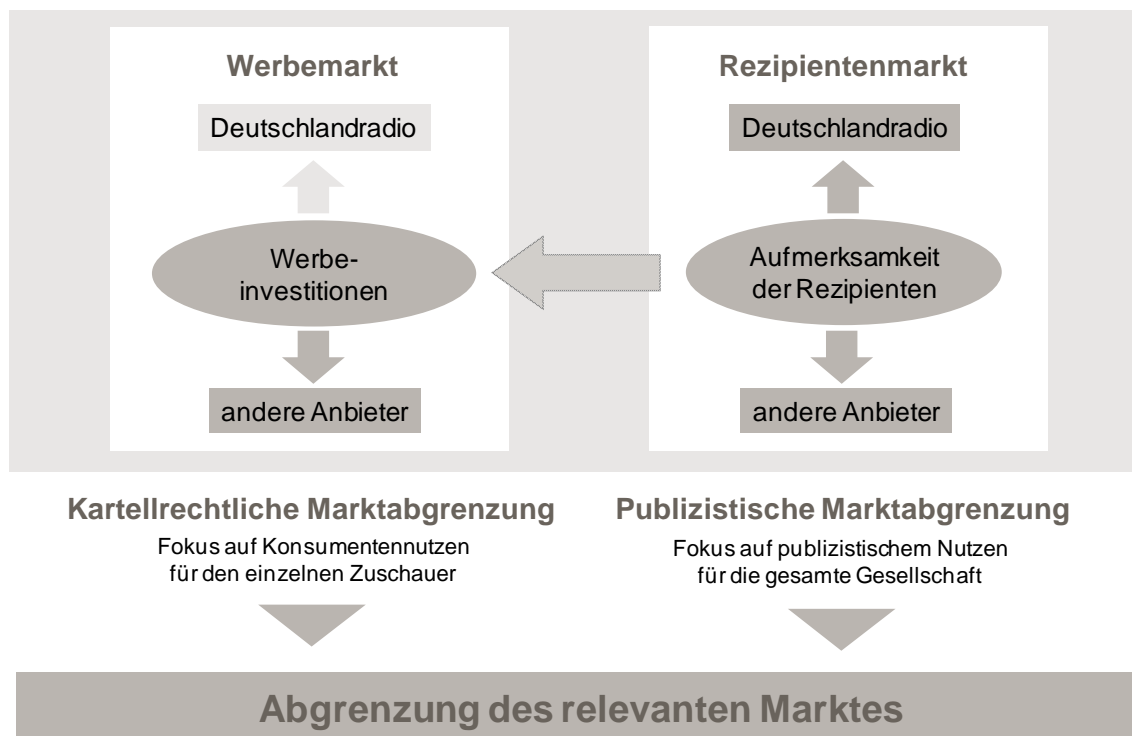 Werbemarkt
Deutschlandradio
Werbe-
investitionen
andere Anbieter
Rezipientenmarkt
Deutschlandradio
Aufmerksamkeit
der Rezipienten
andere Anbieter
Kartellrechtliche Marktabgrenzung
Fokus auf Konsumentennutzen
für den einzelnen Zuschauer
Publizistische Marktabgrenzung
Fokus auf publizistischem Nutzen
für die gesamte Gesellschaft
Abgrenzung des relevanten Marktes